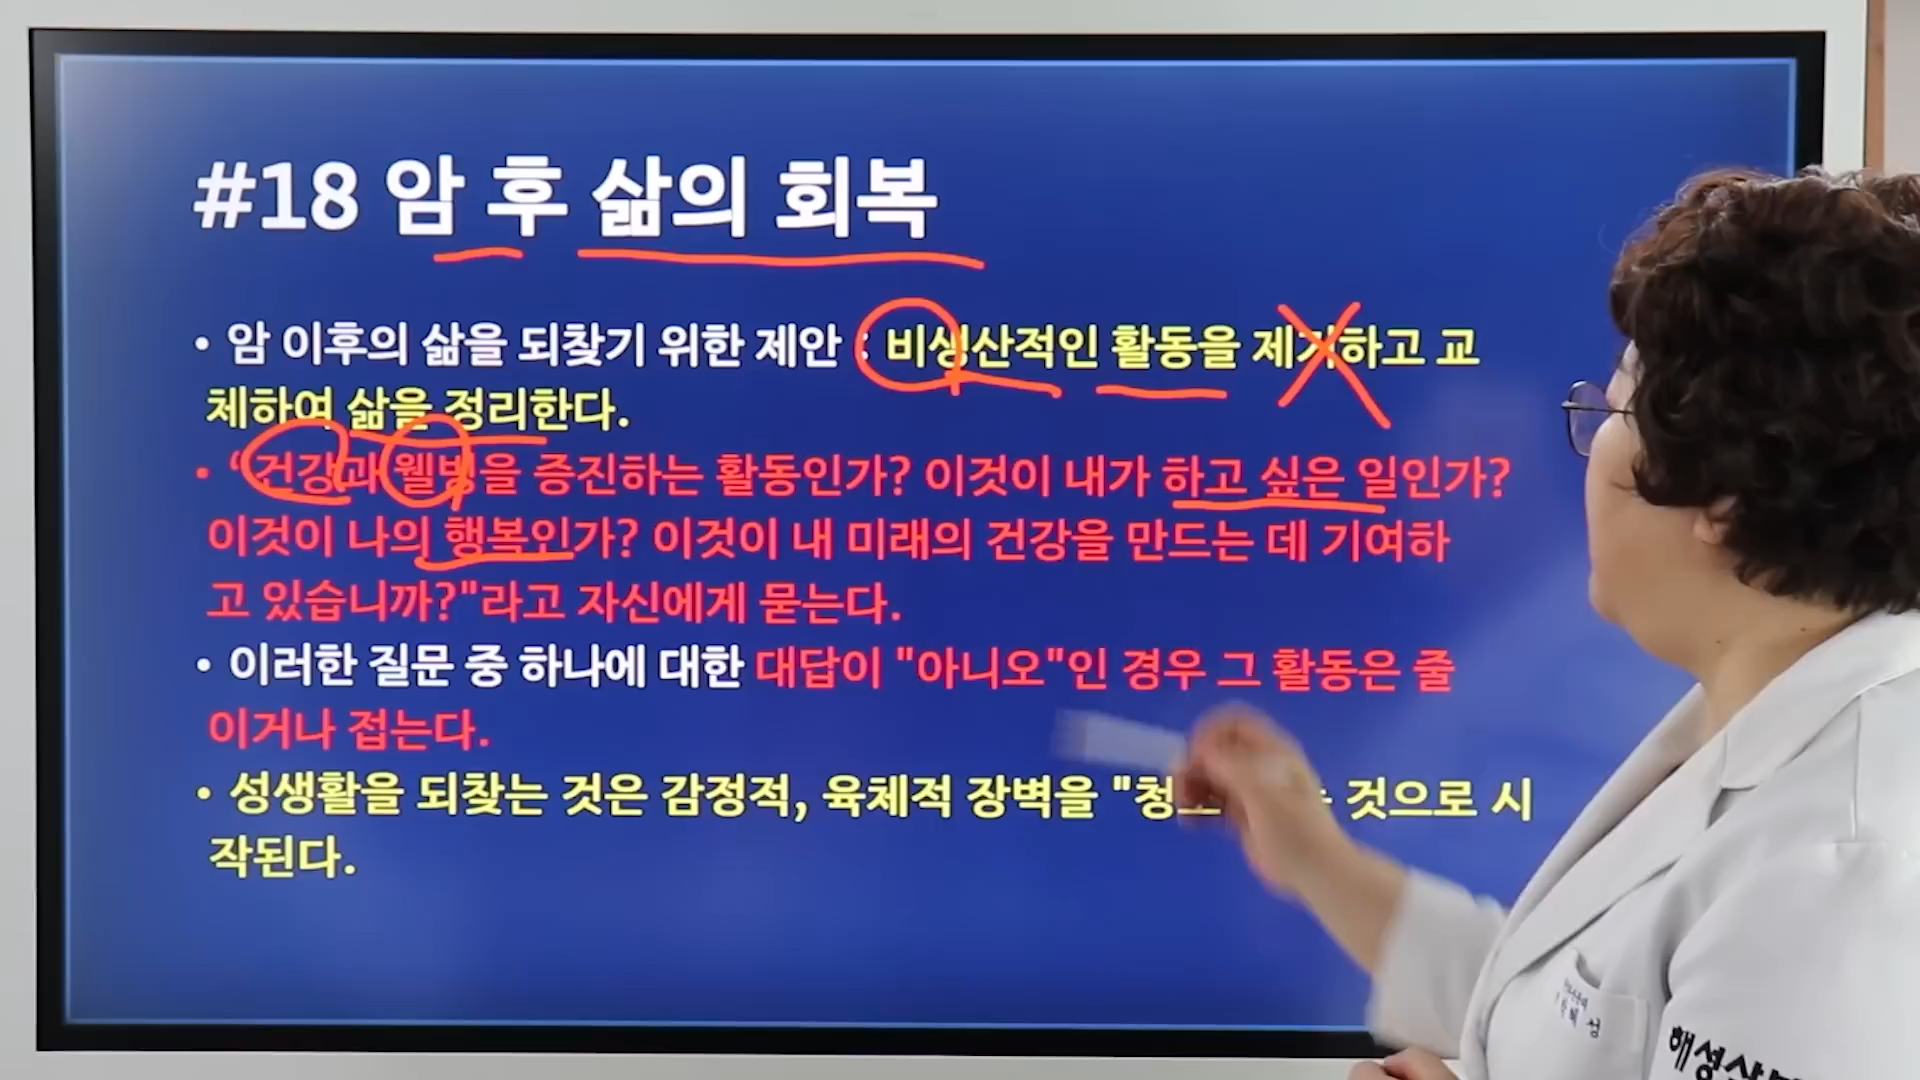 #18 암 후 삶의 회복
• 암 이후의 삶을 되찾기 위한 제안 : 비생산적인 활동을 제거하고 교
체하여 삶을 정리한다.
• “건강과 웰빙을 증진하는 활동인가? 이것이 내가 하고 싶은 일인가?
이것이 나의 행복인가? 이것이 내 미래의 건강을 만드는 데 기여하
고 있습니까?"라고 자신에게 묻는다.
• 이러한 질문 중 하나에 대한 대답이 "아니오"인 경우 그 활동은 줄
이거나 접는다.
• 성생활을 되찾는 것은 감정적, 육체적 장벽을 것으로 시
작된다.